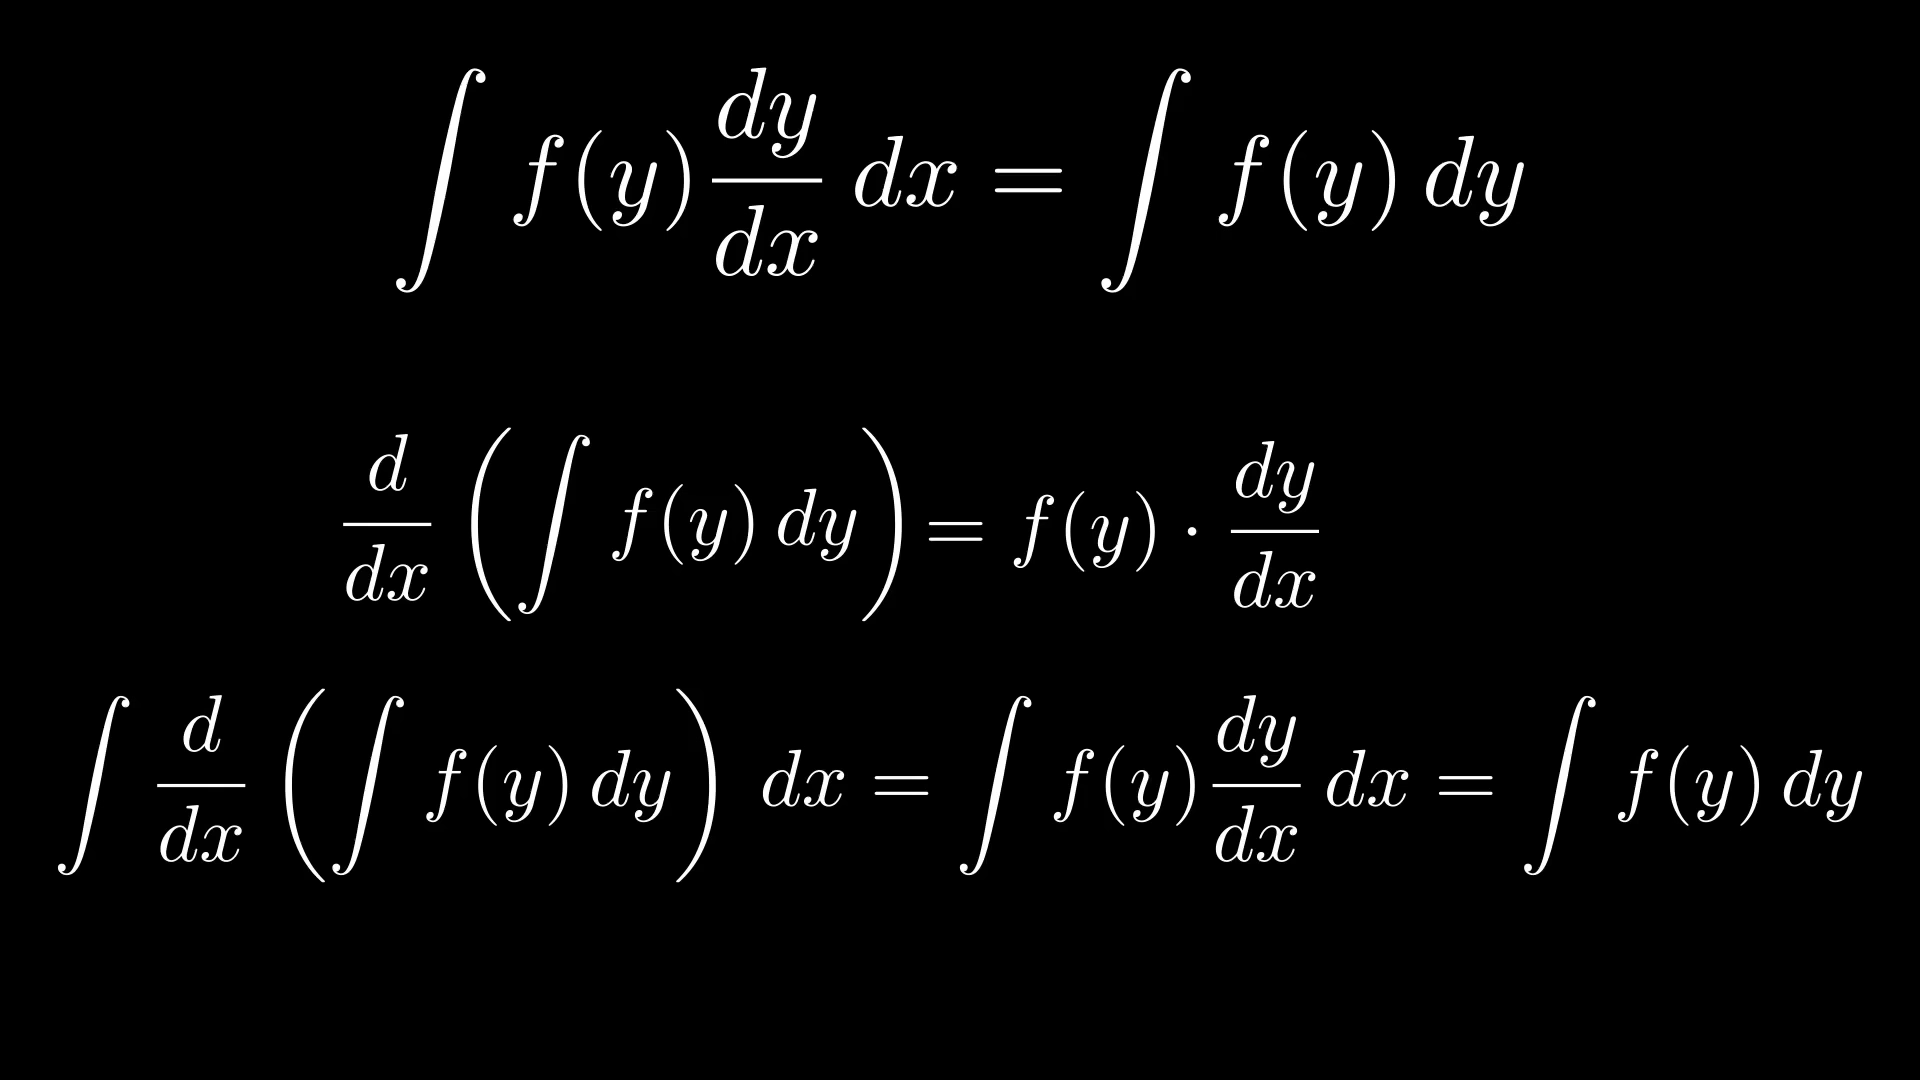 ∫ f(y) dy/dx dx = ∫ f(y) dy
d/dx (∫ f(y) dy) = f(y) · dy/dx
∫ d/dx (∫ f(y) dy) dx = ∫ f(y) dy/dx dx = ∫ f(y) dy